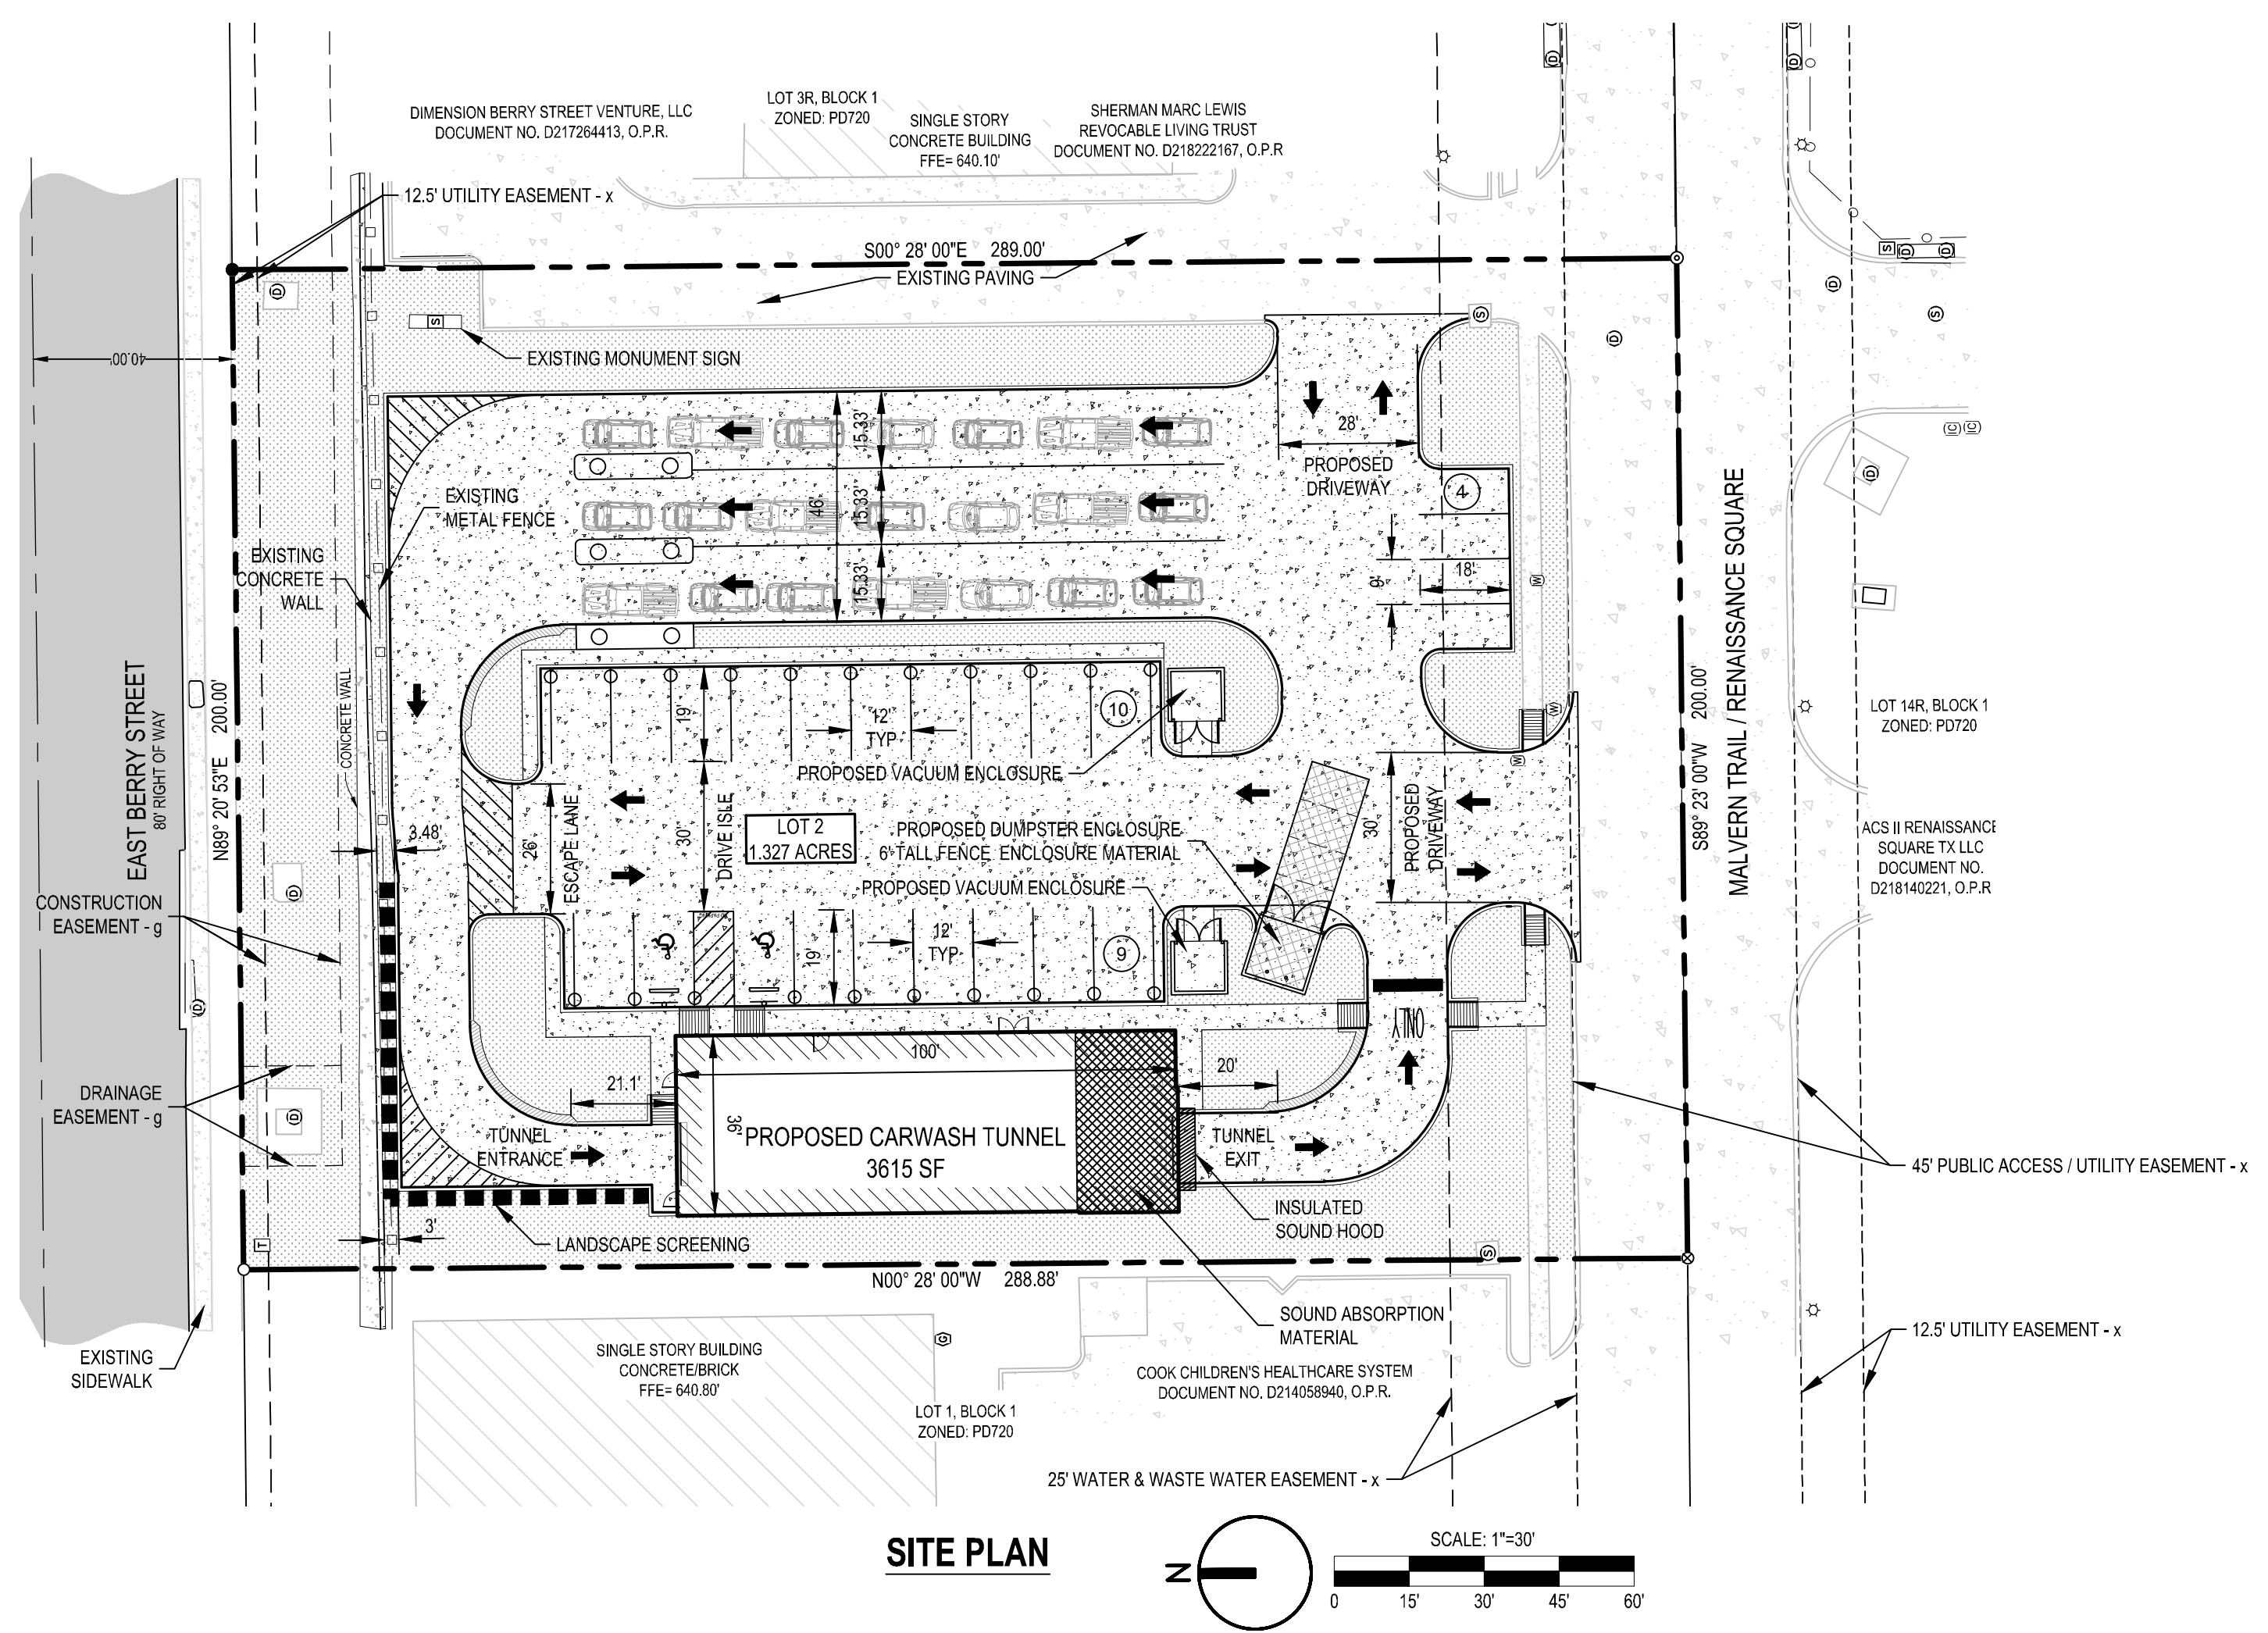 DIMENSION BERRY STREET VENTURE, LLC
DOCUMENT NO. D217264413, O.P.R.
LOT 3R, BLOCK 1
ZONED: PD720
SINGLE STORY
CONCRETE BUILDING
FFE= 640.10'
SHERMAN MARC LEWIS
REVOCABLE LIVING TRUST
DOCUMENT NO. D218222167, O.P.R
12.5' UTILITY EASEMENT - x
S00° 28' 00"E 289.00'
EXISTING PAVING
EXISTING MONUMENT SIGN
40.00'
28'
PROPOSED
DRIVEWAY
15.33'
15.33'
15.33'
46'
4
9'
18'
EXISTING
METAL FENCE
EXISTING
CONCRETE
WALL
CONCRETE WALL
EAST BERRY STREET
80' RIGHT OF WAY
N89° 20' 53"E 200.00'
MALVERN TRAIL / RENAISSANCE SQUARE
S89° 23' 00"W 200.00'
LOT 14R, BLOCK 1
ZONED: PD720
ACS II RENAISSANCE
SQUARE TX LLC
DOCUMENT NO.
D218140221, O.P.R
19'
12'
TYP
10
PROPOSED VACUUM ENCLOSURE
3.48'
26'
ESCAPE LANE
30'
DRIVE ISLE
LOT 2
1.327 ACRES
PROPOSED DUMPSTER ENCLOSURE
6' TALL FENCE ENCLOSURE MATERIAL
PROPOSED VACUUM ENCLOSURE
30'
PROPOSED
DRIVEWAY
CONSTRUCTION
EASEMENT - g
NO PARKING
19'
12'
TYP
9
ONLY
DRAINAGE
EASEMENT - g
100'
21.1'
20'
36'
TUNNEL
ENTRANCE
PROPOSED CARWASH TUNNEL
3615 SF
TUNNEL
EXIT
45' PUBLIC ACCESS / UTILITY EASEMENT - x
INSULATED
SOUND HOOD
3'
LANDSCAPE SCREENING
N00° 28' 00"W 288.88'
SOUND ABSORPTION
MATERIAL
12.5' UTILITY EASEMENT - x
EXISTING
SIDEWALK
SINGLE STORY BUILDING
CONCRETE/BRICK
FFE= 640.80'
COOK CHILDREN'S HEALTHCARE SYSTEM
DOCUMENT NO. D214058940, O.P.R.
LOT 1, BLOCK 1
ZONED: PD720
25' WATER & WASTE WATER EASEMENT - x
SITE PLAN
N
SCALE: 1"=30'
0 15' 30' 45' 60'